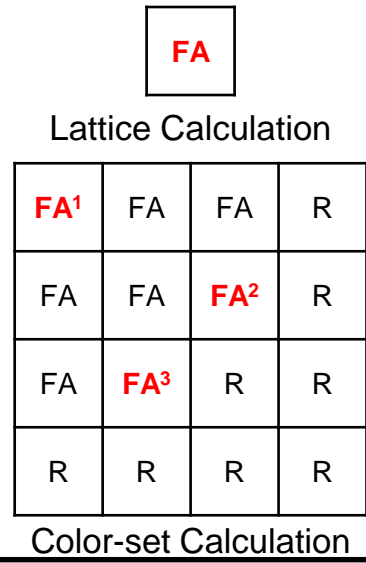 FA
Lattice Calculation
FA¹ FA FA R
FA FA FA² R
FA FA³ R R
R R R R
Color-set Calculation